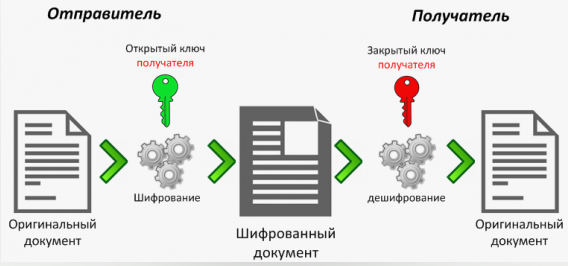 Отправитель
Получатель
Открытый ключ
получателя
Закрытый ключ
получателя
Шифрование
дешифрование
Оригинальный
документ
Шифрованный
документ
Оригинальный
документ